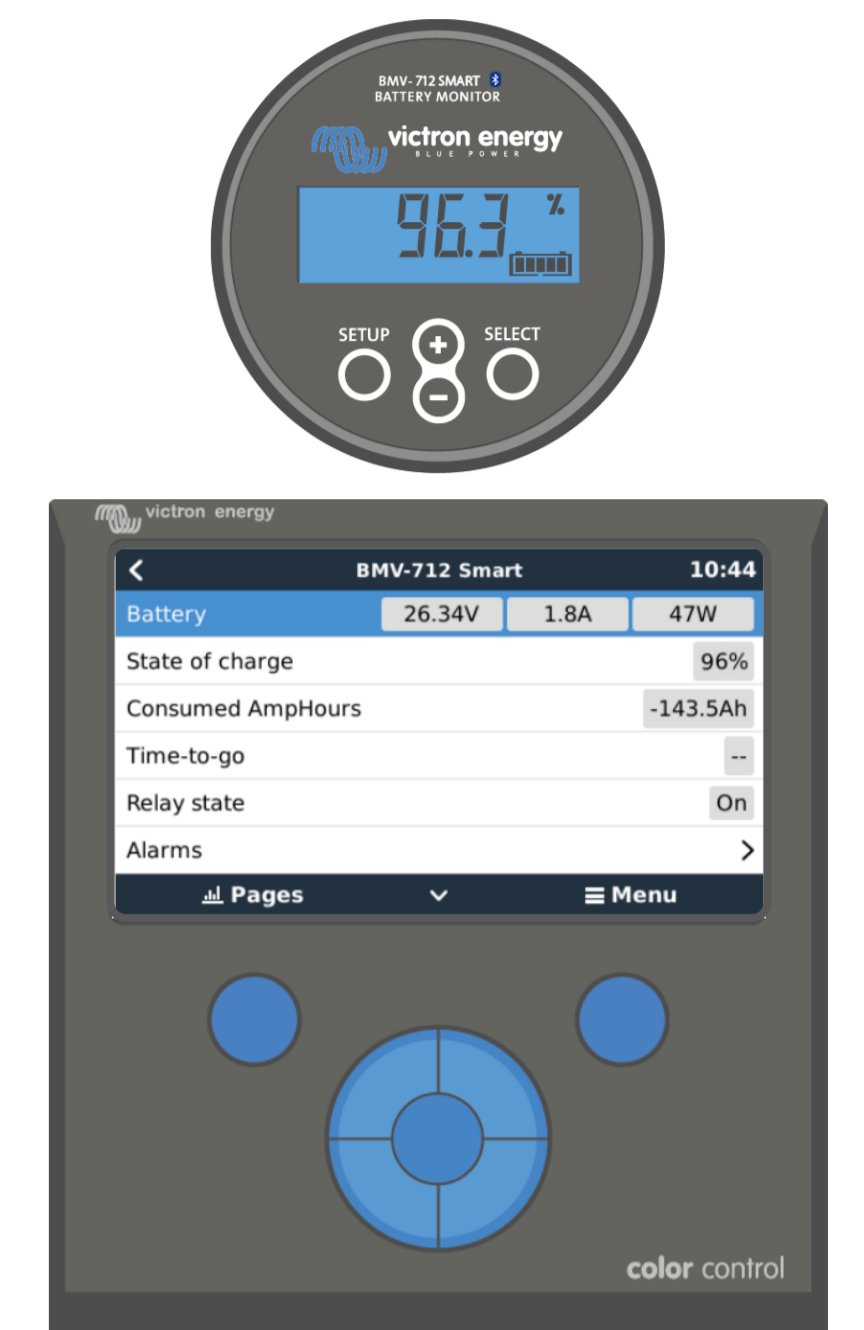 BMV-712 SMART
BATTERY MONITOR
victron energy
BLUE POWER
96.3 %
SETUP + SELECT
−
victron energy
BMV-712 Smart 10:44
Battery 26.34V 1.8A 47W
State of charge 96%
Consumed AmpHours -143.5Ah
Time-to-go --
Relay state On
Alarms
Pages Menu
color control